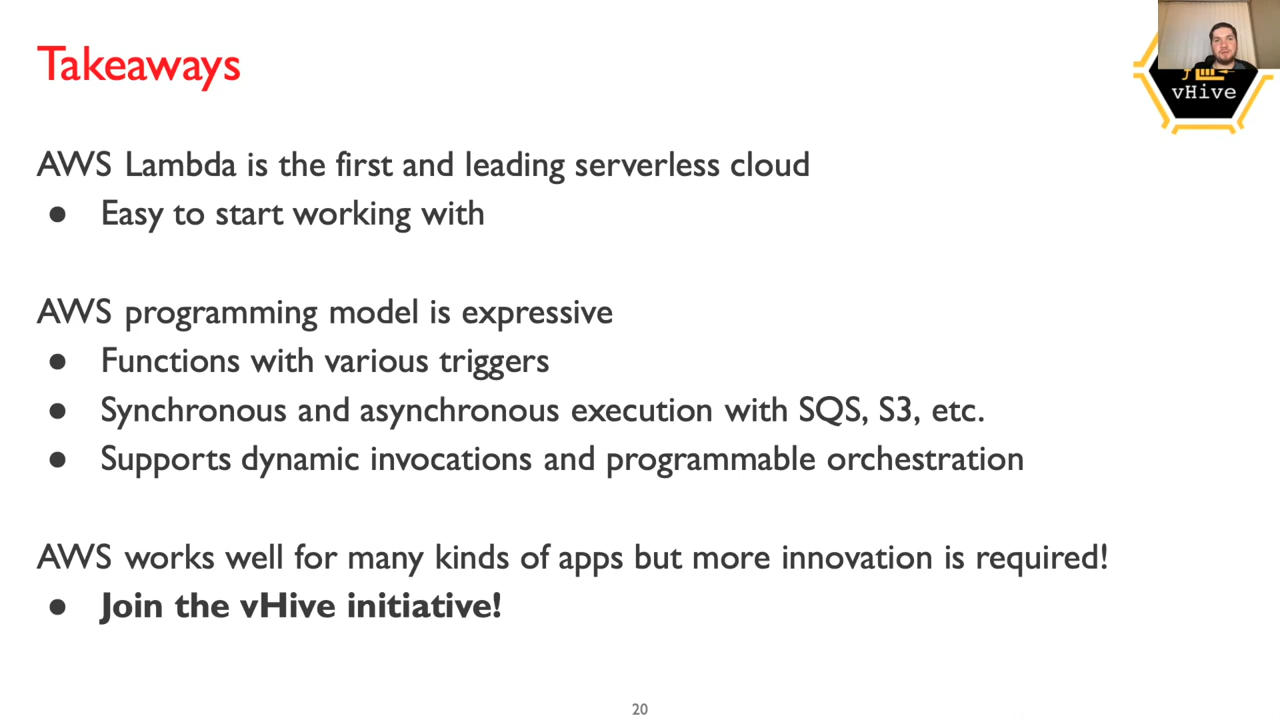 Takeaways
vHive
AWS Lambda is the first and leading serverless cloud
● Easy to start working with
AWS programming model is expressive
● Functions with various triggers
● Synchronous and asynchronous execution with SQS, S3, etc.
● Supports dynamic invocations and programmable orchestration
AWS works well for many kinds of apps but more innovation is required!
● Join the vHive initiative!
20